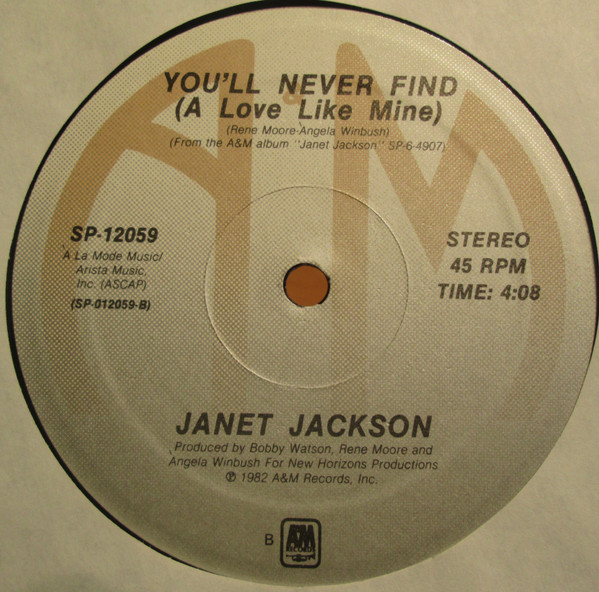 YOU'LL NEVER FIND
(A Love Like Mine)
(Rene Moore-Angela Winbush)
(From the A&M album "Janet Jackson" SP-6-4907)
SP-12059
A La Mode Music/
Arista Music,
Inc. (ASCAP)
(SP-012059-B)
STEREO
45 RPM
TIME: 4:08
JANET JACKSON
Produced by Bobby Watson, Rene Moore and
Angela Winbush For New Horizons Productions
℗ 1982 A&M Records, Inc.
B
A&M
RECORDS